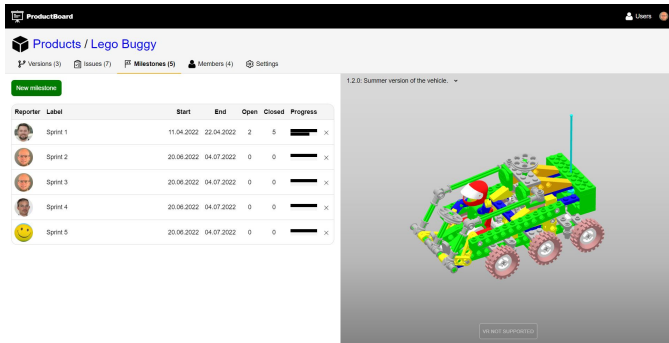 ProductBoard
Users
Products / Lego Buggy
Versions (3) Issues (7) Milestones (5) Members (4) Settings
New milestone
1.2.0: Summer version of the vehicle.
Reporter Label Start End Open Closed Progress
Sprint 1 11.04.2022 22.04.2022 2 5
Sprint 2 20.06.2022 04.07.2022 0 0
Sprint 3 20.06.2022 04.07.2022 0 0
Sprint 4 20.06.2022 04.07.2022 0 0
Sprint 5 20.06.2022 04.07.2022 0 0
VR NOT SUPPORTED